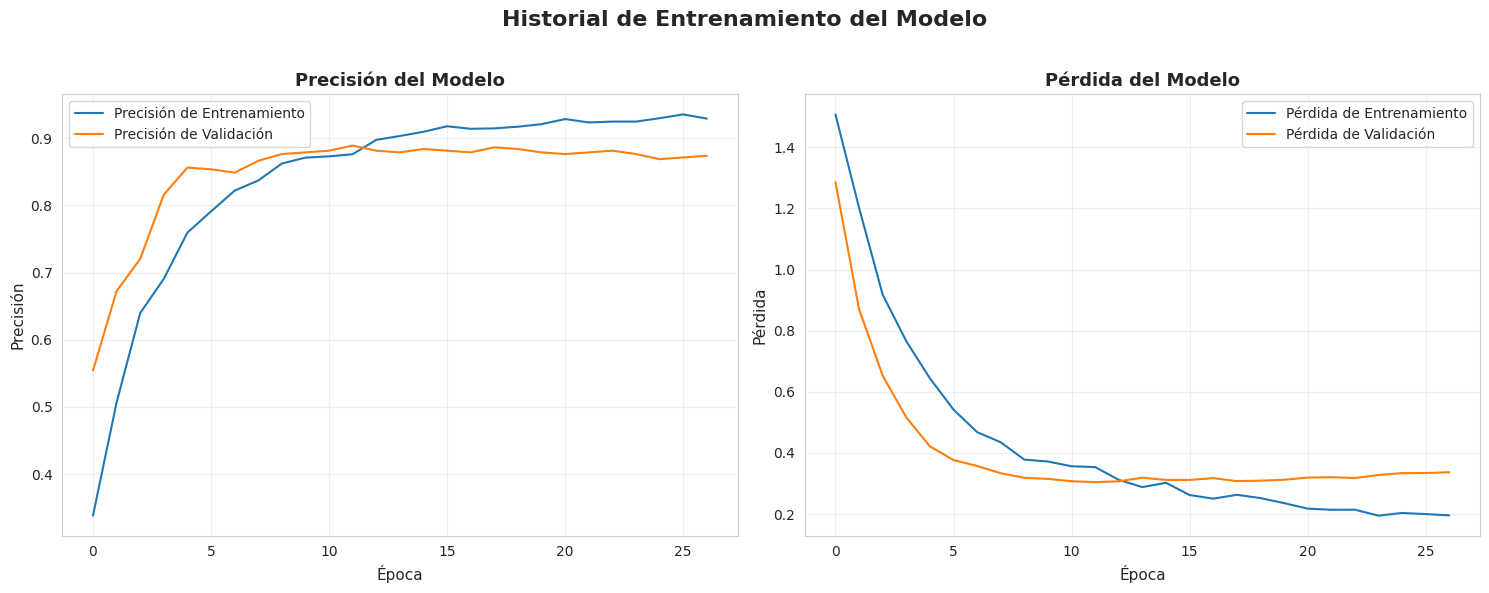 Historial de Entrenamiento del Modelo
Precisión del Modelo
Precisión de Entrenamiento
Precisión de Validación
Precisión
0.9
0.8
0.7
0.6
0.5
0.4
0
5
10
15
20
25
Época
Pérdida del Modelo
Pérdida de Entrenamiento
Pérdida de Validación
Pérdida
1.4
1.2
1.0
0.8
0.6
0.4
0.2
0
5
10
15
20
25
Época